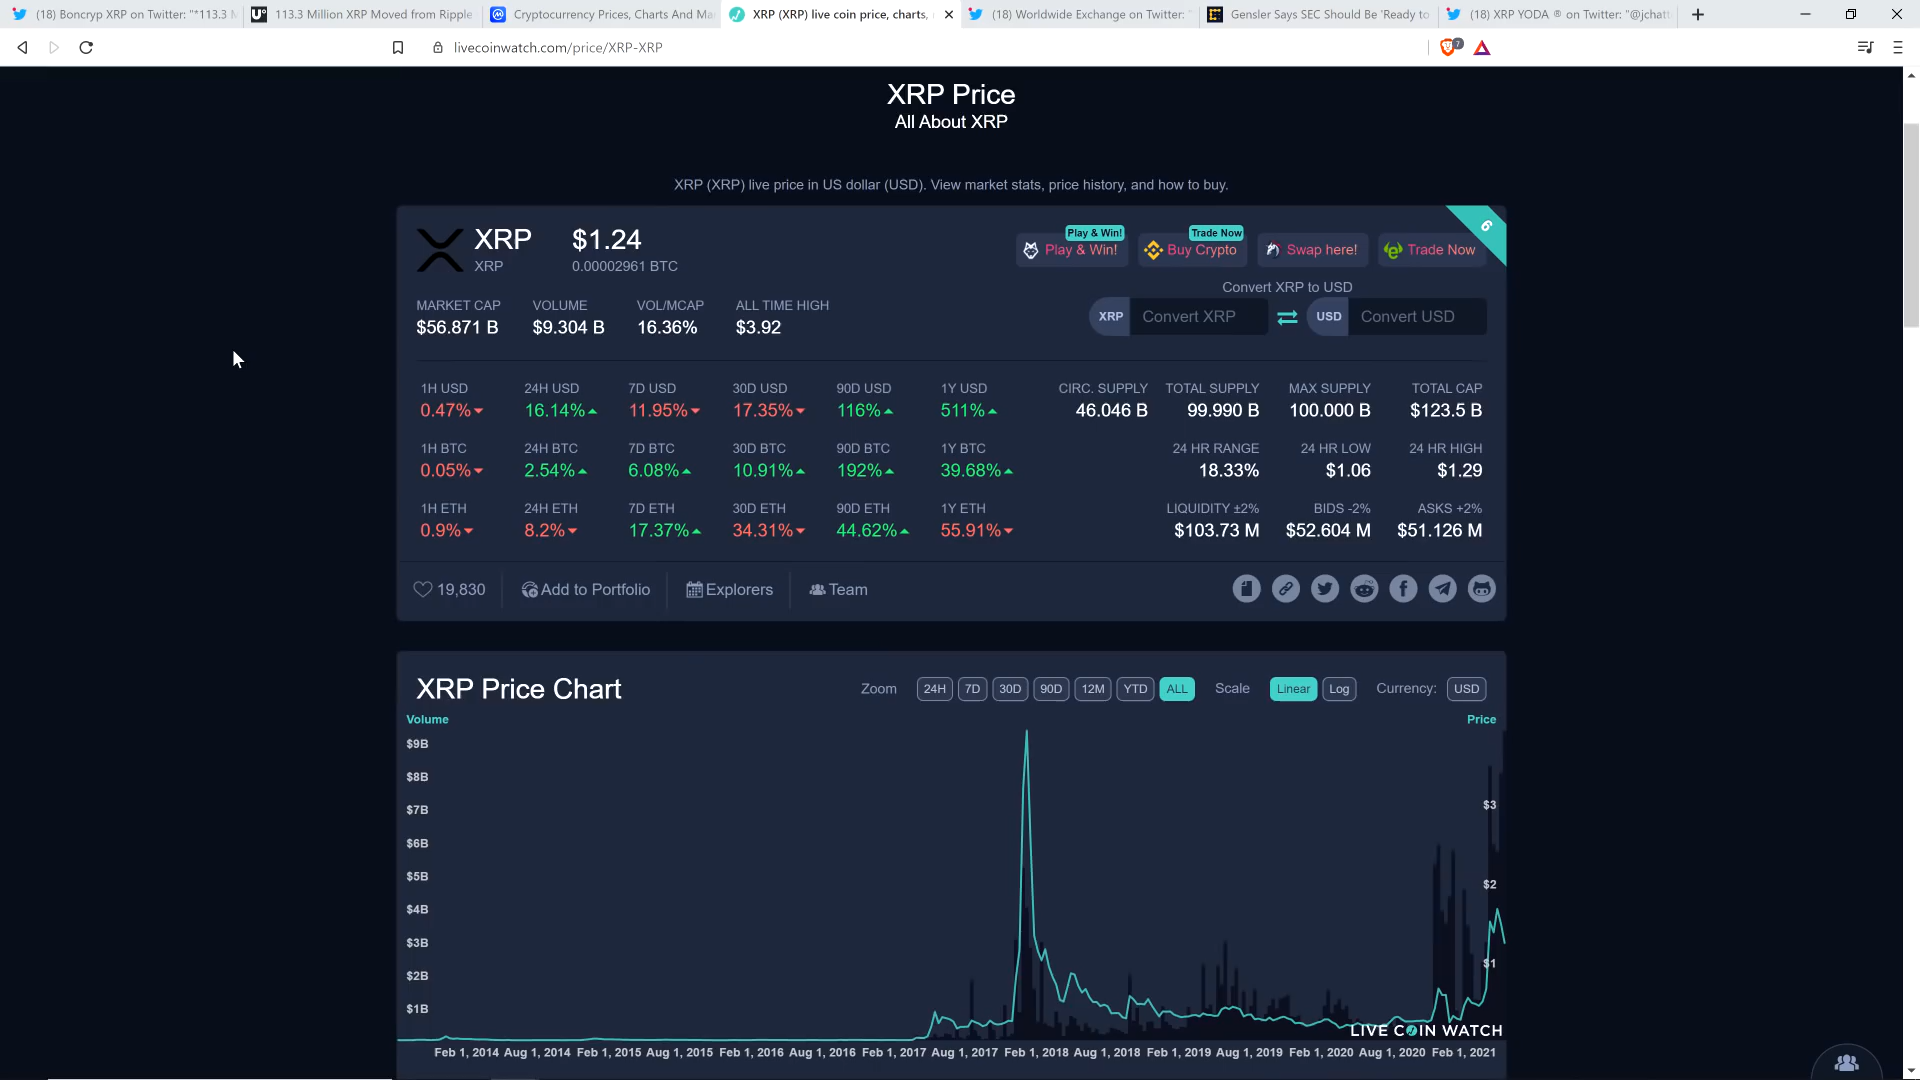 (18) Boncryp XRP on Twitter: "*113.3 M
113.3 Million XRP Moved from Ripple
Cryptocurrency Prices, Charts And Ma
XRP (XRP) live coin price, charts,
(18) Worldwide Exchange on Twitter: "
Gensler Says SEC Should Be 'Ready to
(18) XRP YODA ® on Twitter: "@jchatt
livecoinwatch.com/price/XRP-XRP
7
XRP Price
All About XRP
XRP (XRP) live price in US dollar (USD). View market stats, price history, and how to buy.
6
XRP $1.24
XRP 0.00002961 BTC
Play & Win! Trade Now
Play & Win! Buy Crypto Swap here! Trade Now
Convert XRP to USD
XRP Convert XRP USD Convert USD
MARKET CAP VOLUME VOL/MCAP ALL TIME HIGH
$56.871 B $9.304 B 16.36% $3.92
1H USD 24H USD 7D USD 30D USD 90D USD 1Y USD CIRC. SUPPLY TOTAL SUPPLY MAX SUPPLY TOTAL CAP
0.47% 16.14% 11.95% 17.35% 116% 511% 46.046 B 99.990 B 100.000 B $123.5 B
1H BTC 24H BTC 7D BTC 30D BTC 90D BTC 1Y BTC 24 HR RANGE 24 HR LOW 24 HR HIGH
0.05% 2.54% 6.08% 10.91% 192% 39.68% 18.33% $1.06 $1.29
1H ETH 24H ETH 7D ETH 30D ETH 90D ETH 1Y ETH LIQUIDITY ±2% BIDS -2% ASKS +2%
0.9% 8.2% 17.37% 34.31% 44.62% 55.91% $103.73 M $52.604 M $51.126 M
19,830 Add to Portfolio Explorers Team
XRP Price Chart Zoom 24H 7D 30D 90D 12M YTD ALL Scale Linear Log Currency: USD
Volume Price
$9B
$8B
$7B
$6B
$5B
$4B
$3B
$2B
$1B
$3
$2
$1
LIVE COIN WATCH
Feb 1, 2014 Aug 1, 2014 Feb 1, 2015 Aug 1, 2015 Feb 1, 2016 Aug 1, 2016 Feb 1, 2017 Aug 1, 2017 Feb 1, 2018 Aug 1, 2018 Feb 1, 2019 Aug 1, 2019 Feb 1, 2020 Aug 1, 2020 Feb 1, 2021